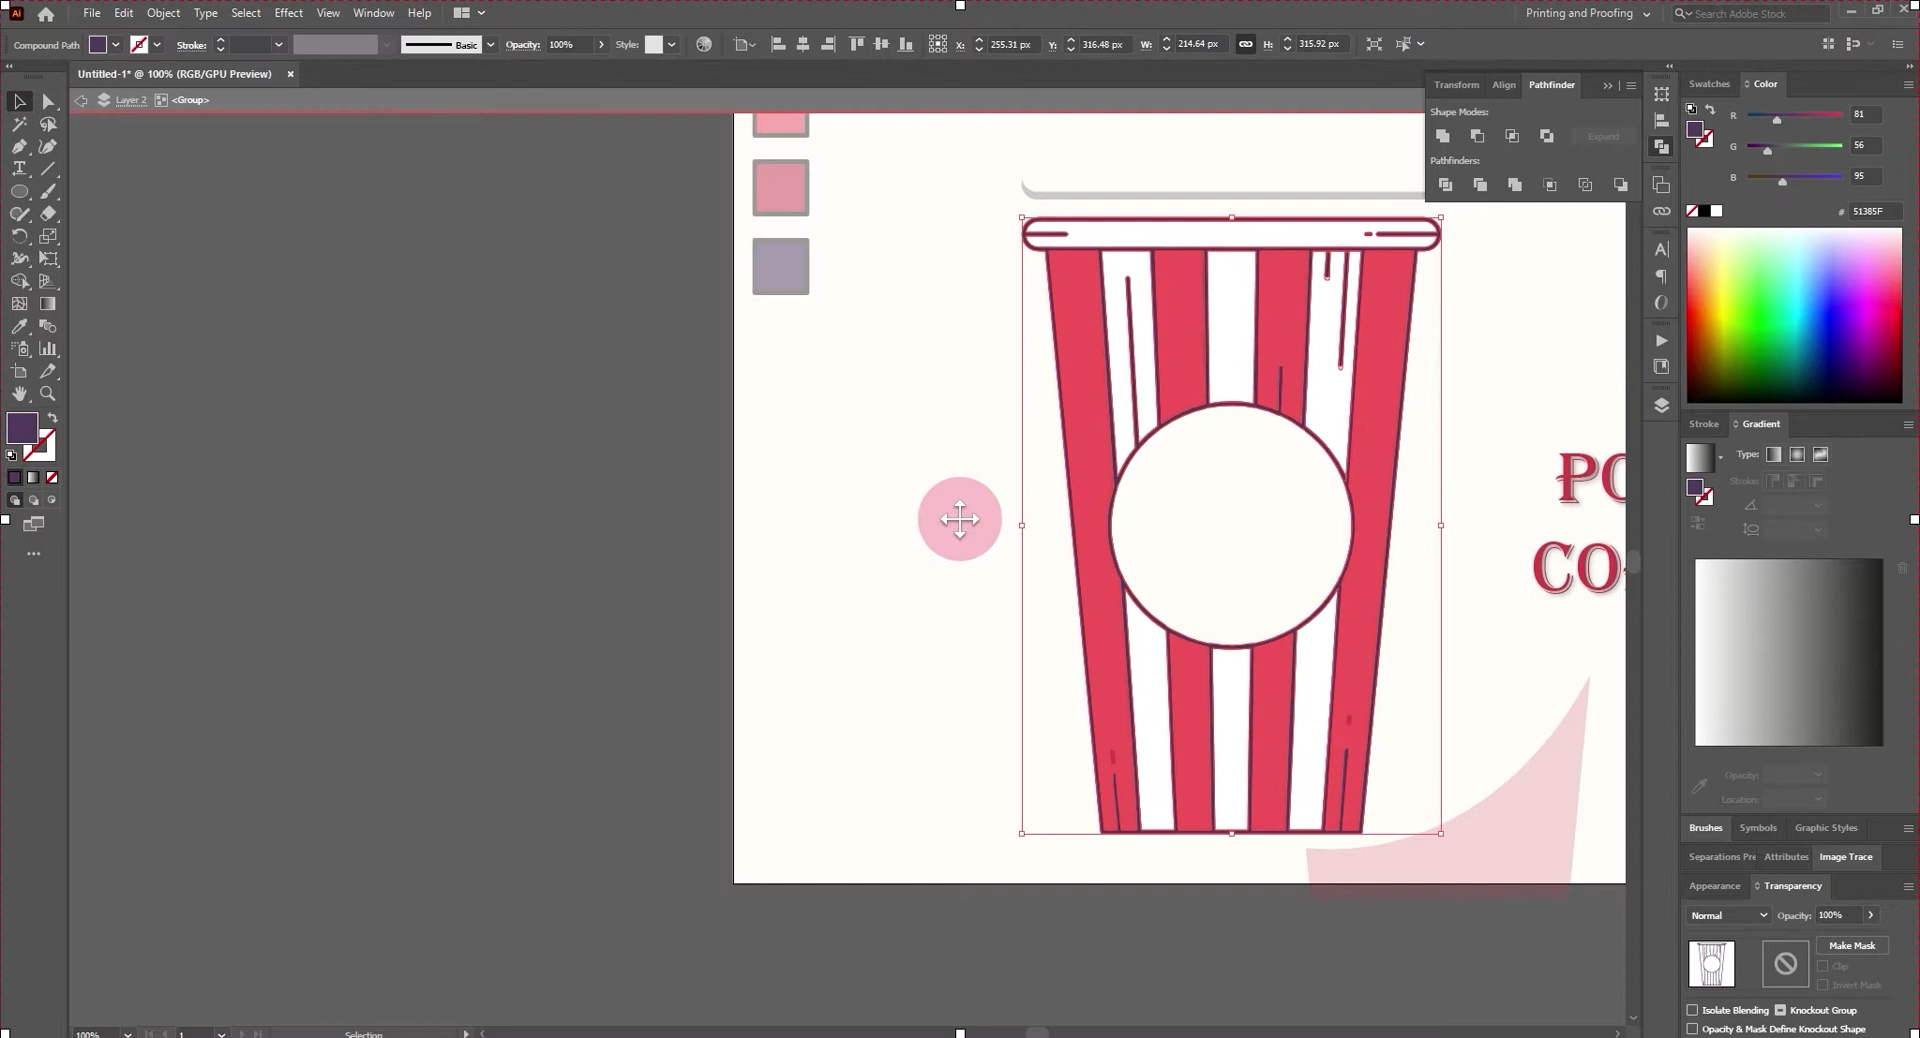 Ai File Edit Object Type Select Effect View Window Help Printing and Proofing Search Adobe Stock
Compound Path Stroke: Basic Opacity: 100% Style: X: 255.31 px Y: 316.48 px W: 214.64 px H: 315.92 px
Untitled-1* @ 100% (RGB/GPU Preview) ×
Layer 2 <Group>
Transform Align Pathfinder
Shape Modes:
Expand
Pathfinders:
Swatches Color
R 81
G 56
B 95
# 51385F
Stroke Gradient
Type:
Stroke:
PO
CO
Opacity:
Location:
Brushes Symbols Graphic Styles
Separations Pre Attributes Image Trace
Appearance Transparency
Normal Opacity: 100%
Make Mask
Clip
Invert Mask
Isolate Blending Knockout Group
Opacity & Mask Define Knockout Shape
100% 1 Selection